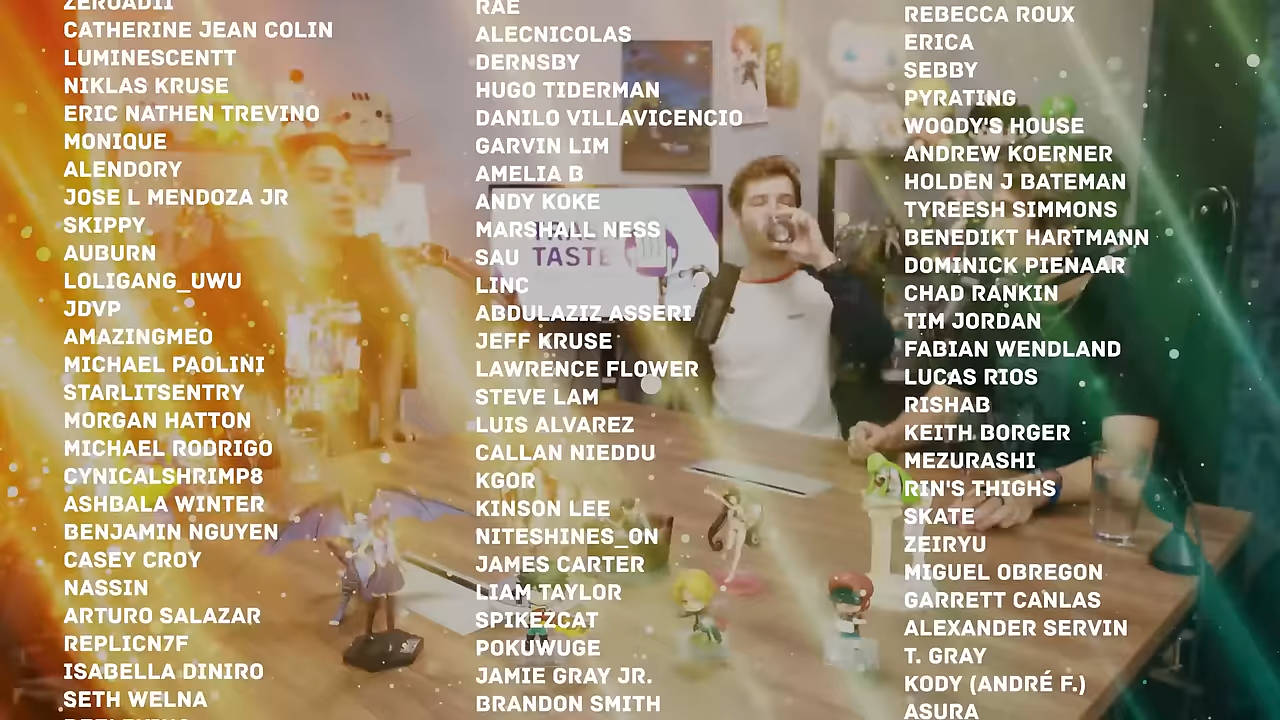 ZEROADII
CATHERINE JEAN COLIN
LUMINESCENTT
NIKLAS KRUSE
ERIC NATHEN TREVINO
MONIQUE
ALENDORY
JOSE L MENDOZA JR
SKIPPY
AUBURN
LOLIGANG_UWU
JDVP
AMAZINGMEO
MICHAEL PAOLINI
STARLITSENTRY
MORGAN HATTON
MICHAEL RODRIGO
CYNICALSHRIMP8
ASHBALA WINTER
BENJAMIN NGUYEN
CASEY CROY
NASSIN
ARTURO SALAZAR
REPLICN7F
ISABELLA DINIRO
SETH WELNA
RAE
ALECNICOLAS
DERNSBY
HUGO TIDERMAN
DANILO VILLAVICENCIO
GARVIN LIM
AMELIA B
ANDY KOKE
MARSHALL NESS
SAU
LINC
ABDULAZIZ ASSERI
JEFF KRUSE
LAWRENCE FLOWER
STEVE LAM
LUIS ALVAREZ
CALLAN NIEDDU
KGOR
KINSON LEE
NITESHINES_ON
JAMES CARTER
LIAM TAYLOR
SPIKEZCAT
POKUWUGE
JAMIE GRAY JR.
BRANDON SMITH
REBECCA ROUX
ERICA
SEBBY
PYRATING
WOODY'S HOUSE
ANDREW KOERNER
HOLDEN J BATEMAN
TYREESH SIMMONS
BENEDIKT HARTMANN
DOMINICK PIENAAR
CHAD RANKIN
TIM JORDAN
FABIAN WENDLAND
LUCAS RIOS
RISHAB
KEITH BORGER
MEZURASHI
RIN'S THIGHS
SKATE
ZEIRYU
MIGUEL OBREGON
GARRETT CANLAS
ALEXANDER SERVIN
T. GRAY
KODY (ANDRÉ F.)
ASURA
TASTE